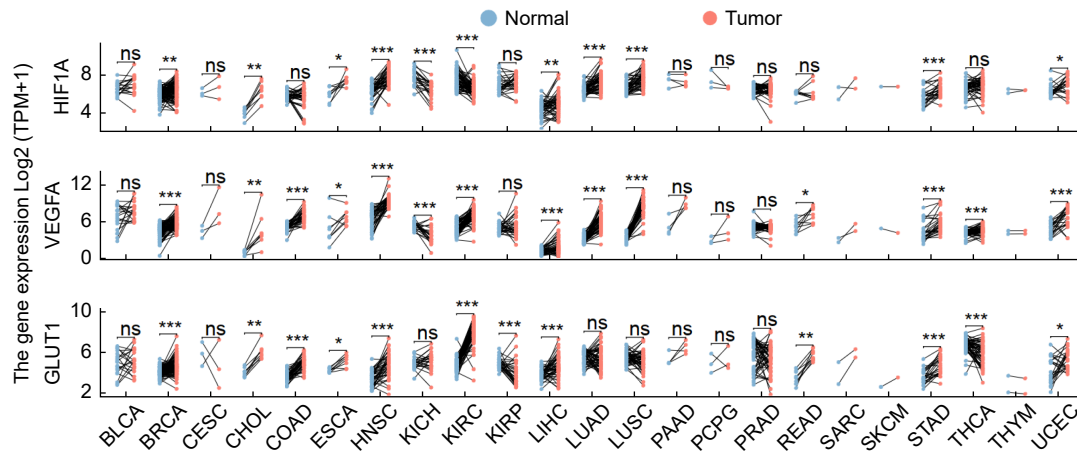 Normal Tumor
The gene expression Log2 (TPM+1)
HIF1A
8
4
ns ** ns ** ns * *** *** *** ns ** *** *** ns ns ns ns *** ns *
VEGFA
12
6
0
ns *** ns ** *** * *** *** *** ns *** *** *** ns ns ns * *** *** ***
GLUT1
10
6
2
ns *** ns ** *** * *** ns *** *** *** ns ns ns ns ns ** *** *** *
BLCA BRCA CESC CHOL COAD ESCA HNSC KICH KIRC KIRP LIHC LUAD LUSC PAAD PCPG PRAD READ SARC SKCM STAD THCA THYM UCEC